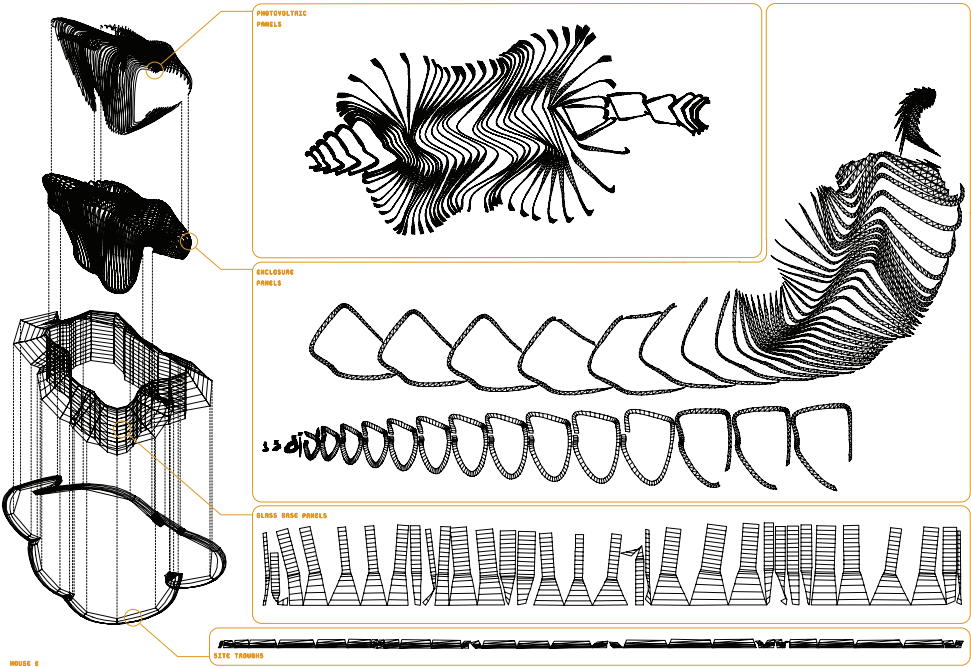 PHOTOVOLTAIC
PANELS
ENCLOSURE
PANELS
GLASS BASE PANELS
SITE TROUGHS
HOUSE E